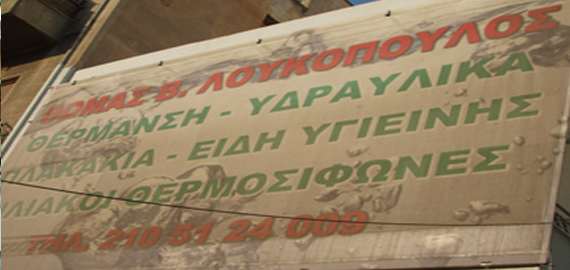 ΘΩΜΑΣ Β. ΛΟΥΚΟΠΟΥΛΟΣ
ΘΕΡΜΑΝΣΗ - ΥΔΡΑΥΛΙΚΑ
ΠΛΑΚΑΚΙΑ - ΕΙΔΗ ΥΓΙΕΙΝΗΣ
ΗΛΙΑΚΟΙ ΘΕΡΜΟΣΙΦΩΝΕΣ
ΤΗΛ. 210 51 24 009